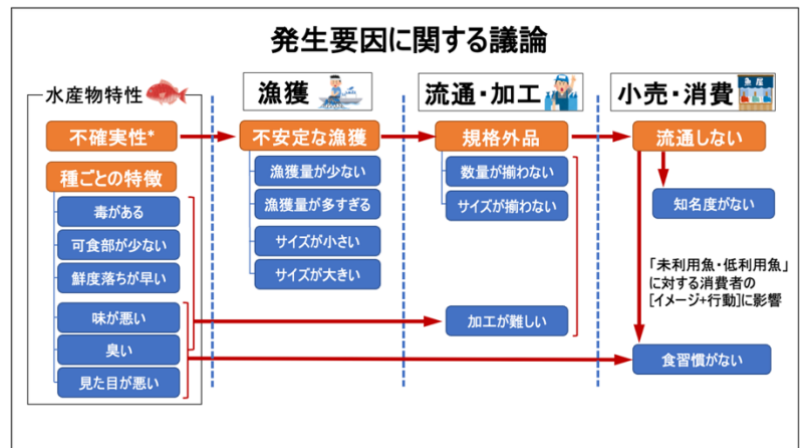 発生要因に関する議論
水産物特性
漁獲
流通・加工
小売・消費
不確実性*
不安定な漁獲
規格外品
流通しない
種ごとの特徴
毒がある
可食部が少ない
鮮度落ちが早い
味が悪い
臭い
見た目が悪い
漁獲量が少ない
漁獲量が多すぎる
サイズが小さい
サイズが大きい
数量が揃わない
サイズが揃わない
加工が難しい
知名度がない
「未利用魚・低利用魚」
に対する消費者の
[イメージ+行動]に影響
食習慣がない